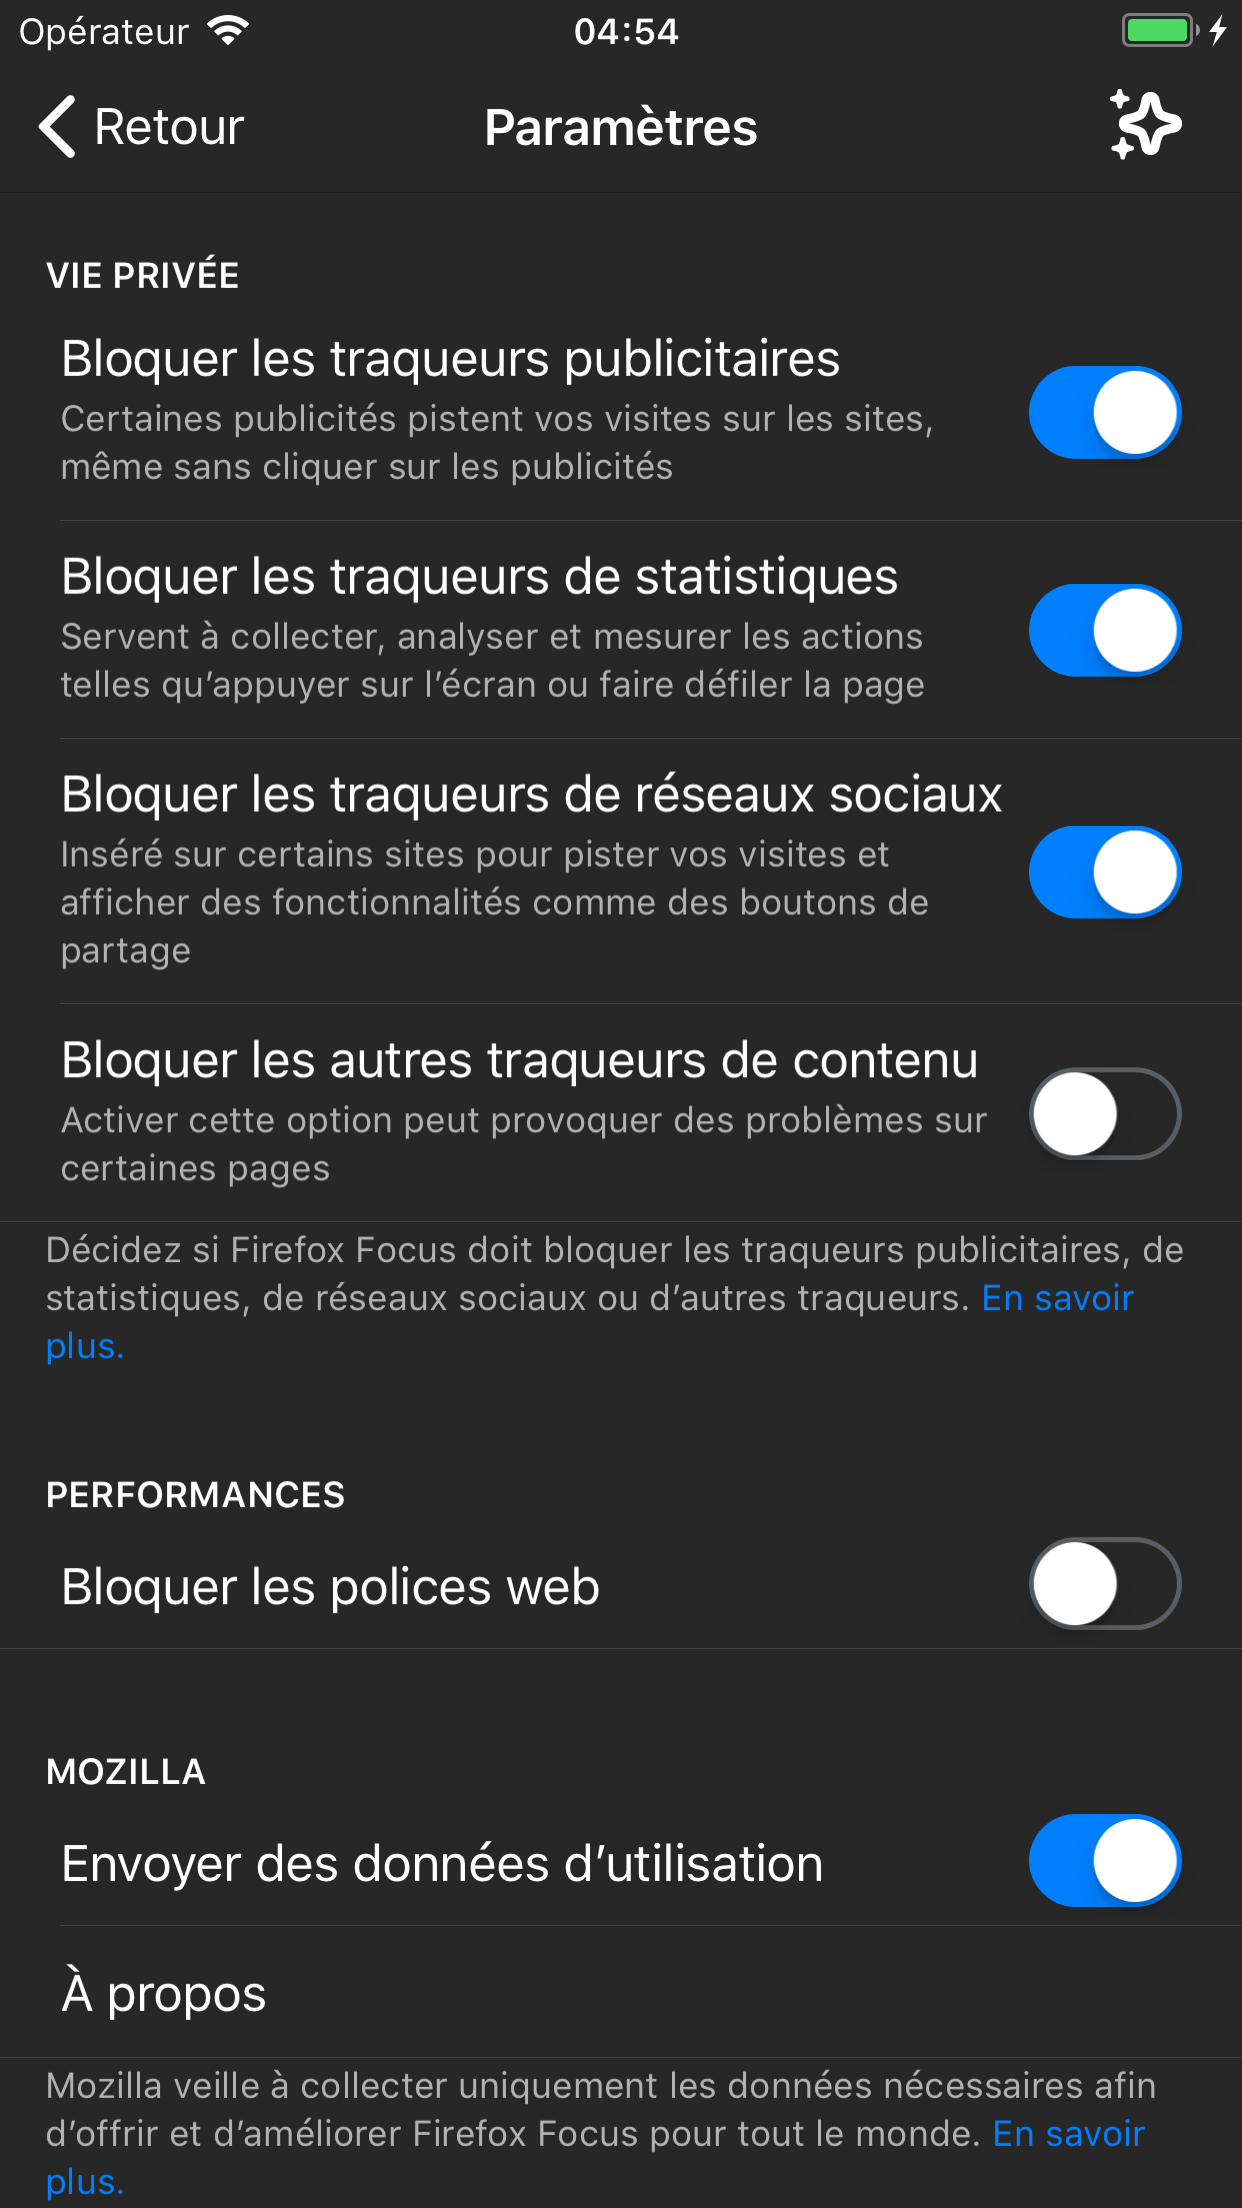 Opérateur
04:54
Retour
Paramètres
VIE PRIVÉE
Bloquer les traqueurs publicitaires
Certaines publicités pistent vos visites sur les sites,
même sans cliquer sur les publicités
Bloquer les traqueurs de statistiques
Servent à collecter, analyser et mesurer les actions
telles qu’appuyer sur l’écran ou faire défiler la page
Bloquer les traqueurs de réseaux sociaux
Inséré sur certains sites pour pister vos visites et
afficher des fonctionnalités comme des boutons de
partage
Bloquer les autres traqueurs de contenu
Activer cette option peut provoquer des problèmes sur
certaines pages
Décidez si Firefox Focus doit bloquer les traqueurs publicitaires, de
statistiques, de réseaux sociaux ou d’autres traqueurs. En savoir
plus.
PERFORMANCES
Bloquer les polices web
MOZILLA
Envoyer des données d’utilisation
À propos
Mozilla veille à collecter uniquement les données nécessaires afin
d’offrir et d’améliorer Firefox Focus pour tout le monde. En savoir
plus.